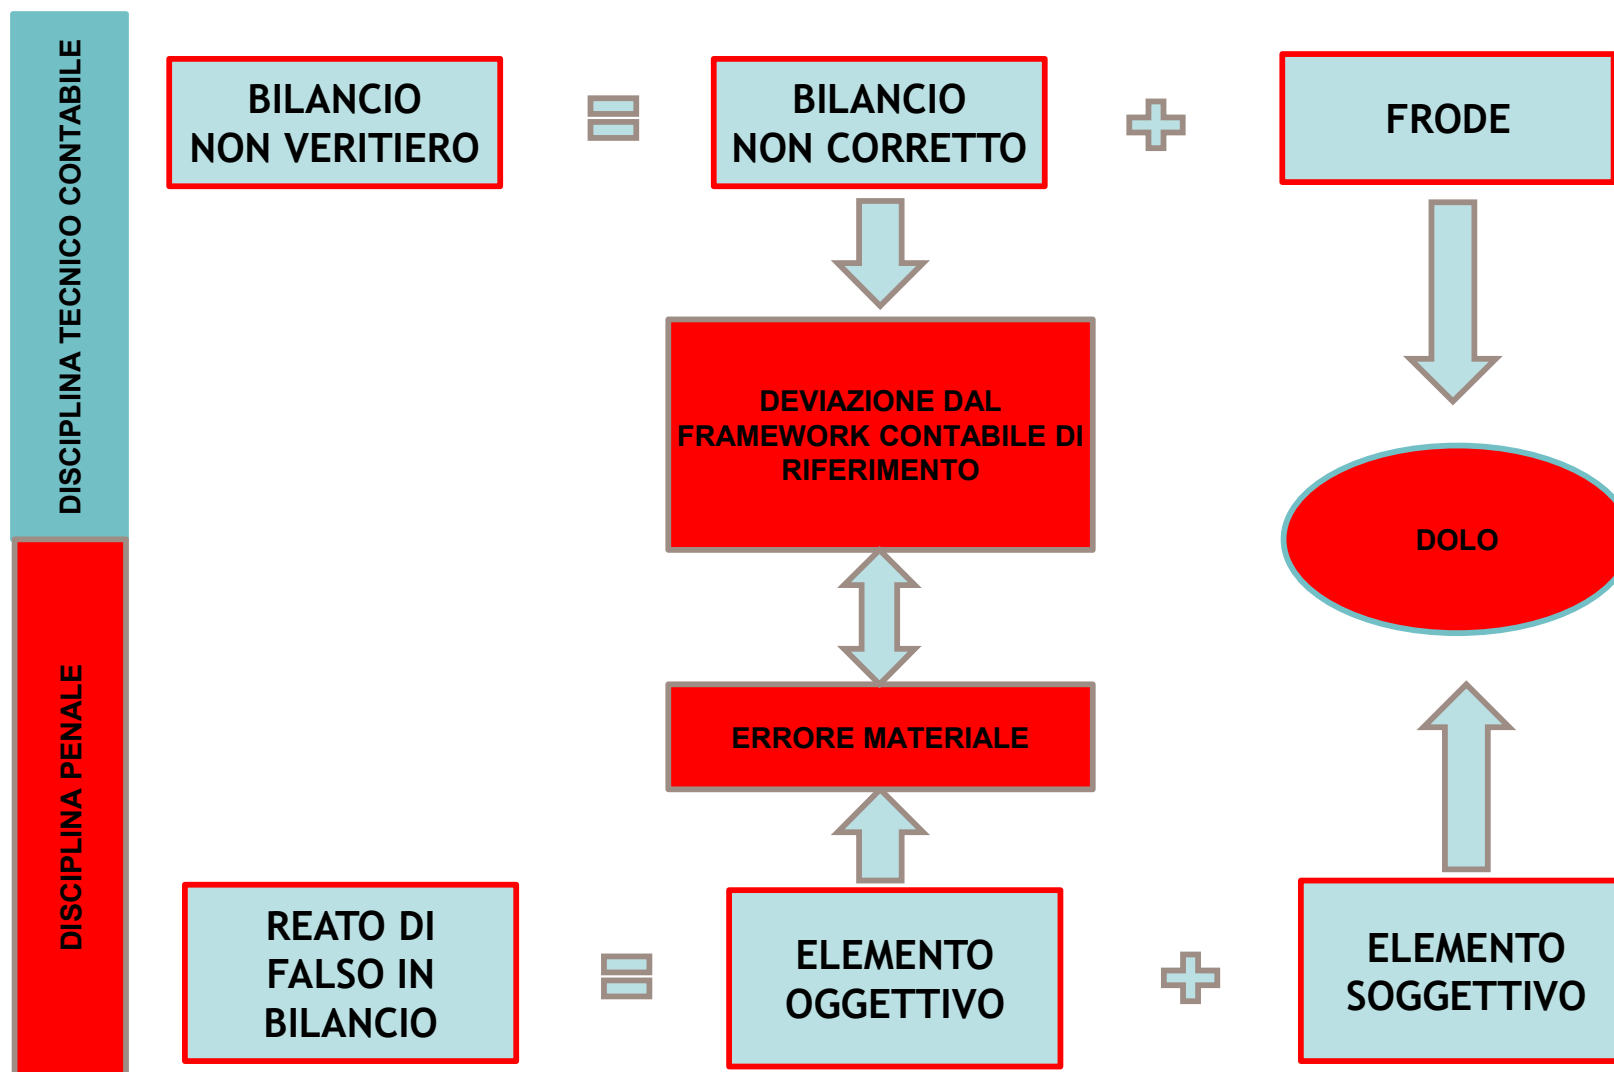 DISCIPLINA TECNICO CONTABILE
BILANCIO
NON VERITIERO
BILANCIO
NON CORRETTO
FRODE
DEVIAZIONE DAL
FRAMEWORK CONTABILE DI
RIFERIMENTO
DOLO
DISCIPLINA PENALE
ERRORE MATERIALE
REATO DI
FALSO IN
BILANCIO
ELEMENTO
OGGETTIVO
ELEMENTO
SOGGETTIVO